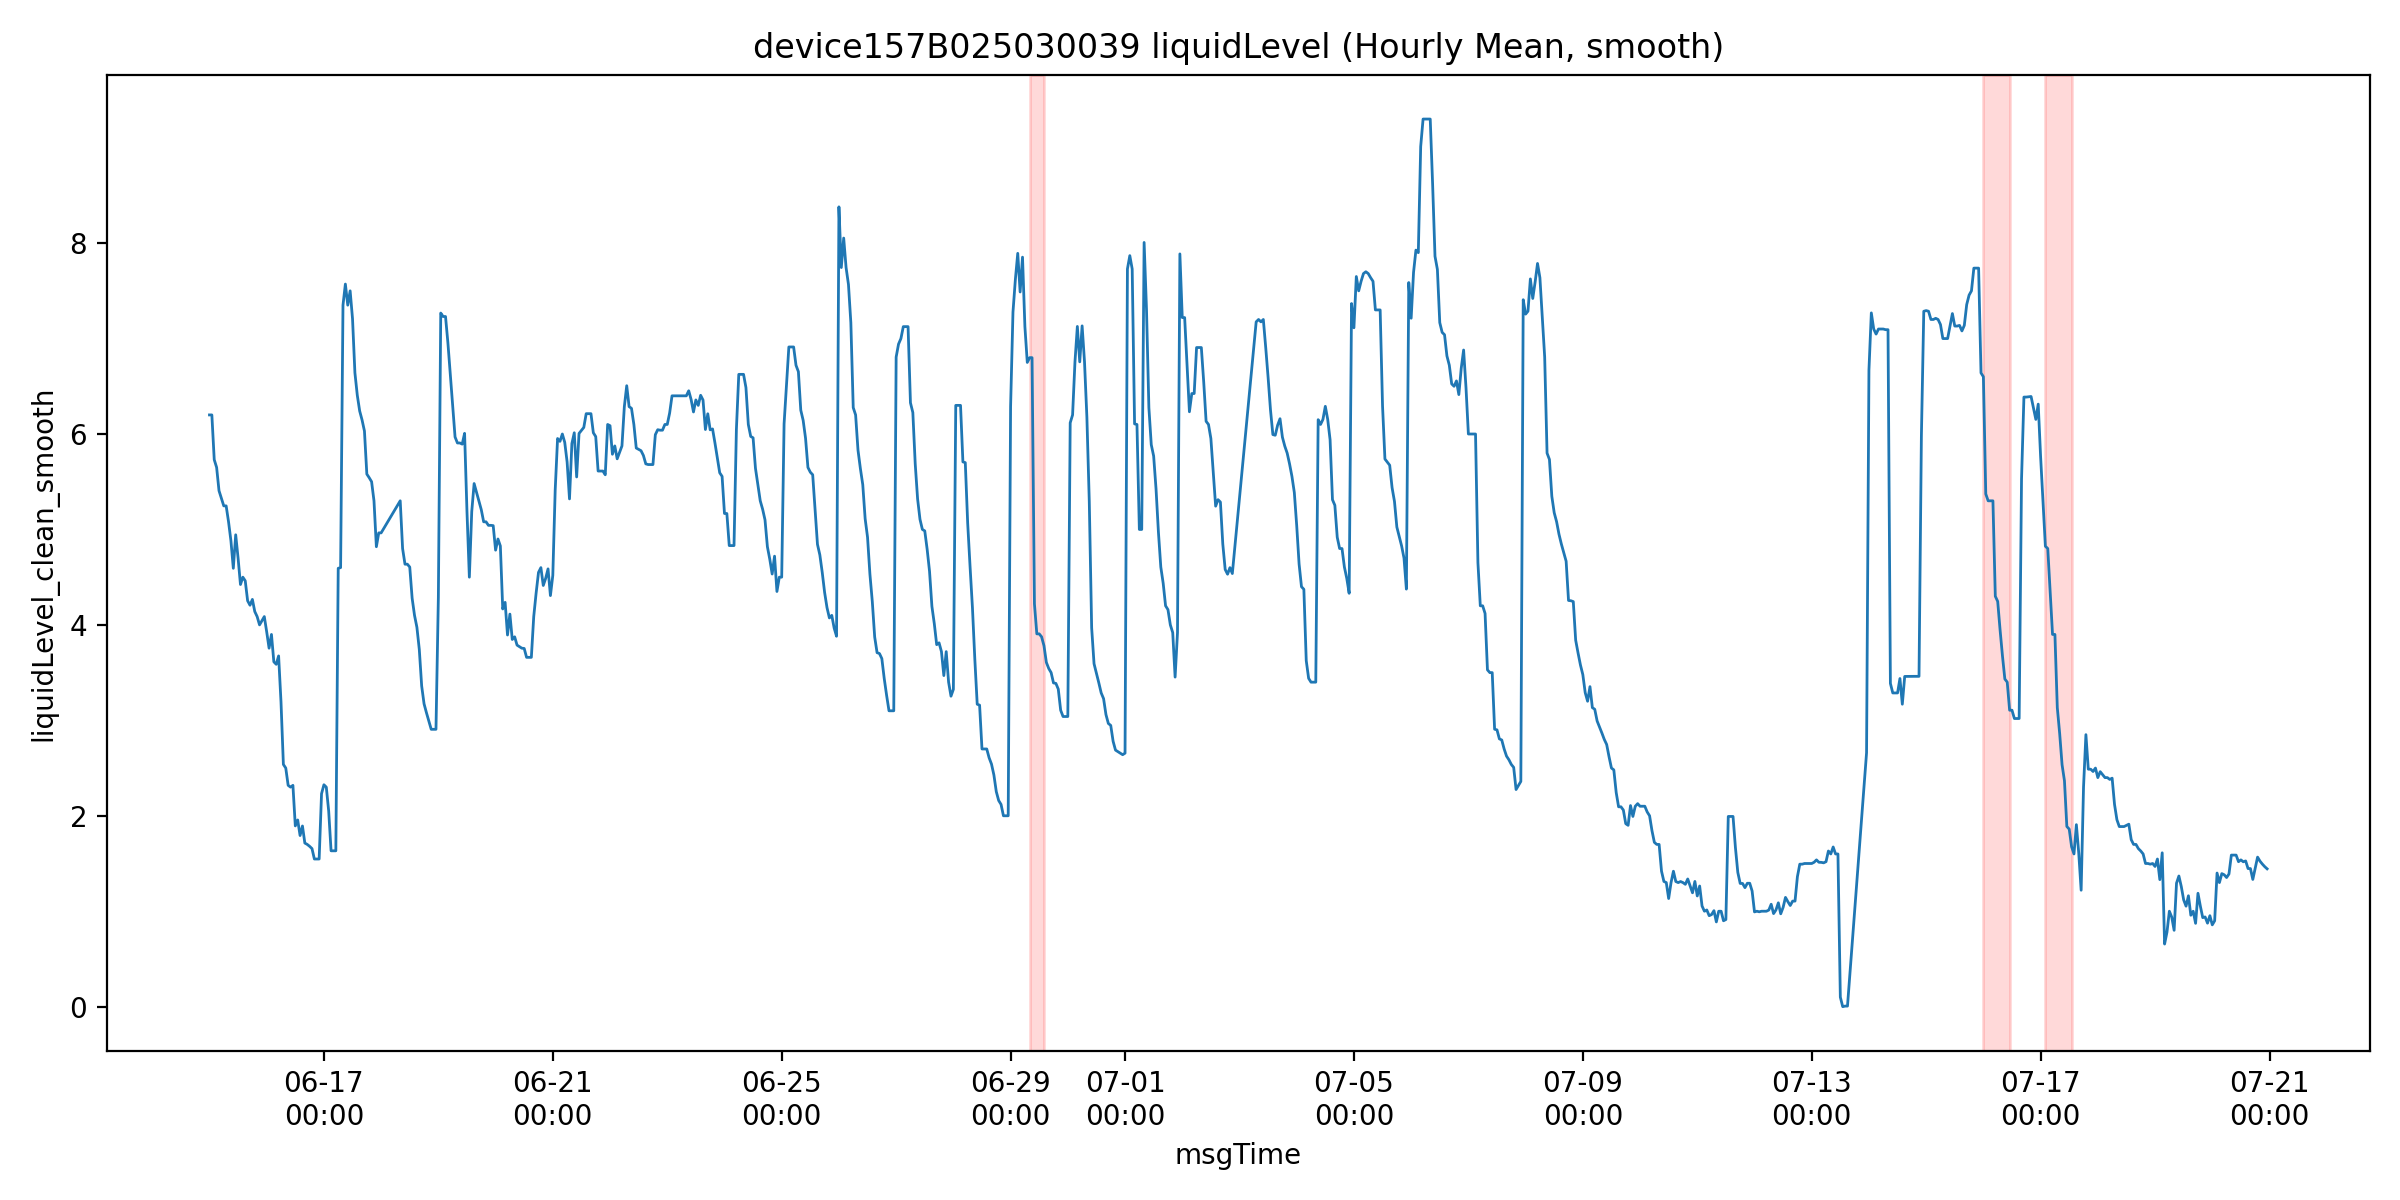 device157B025030039 liquidLevel (Hourly Mean, smooth)
liquidLevel_clean_smooth
8
6
4
2
0
06-17 06-21 06-25 06-29 07-01 07-05 07-09 07-13 07-17 07-21
00:00 00:00 00:00 00:00 00:00 00:00 00:00 00:00 00:00 00:00
msgTime